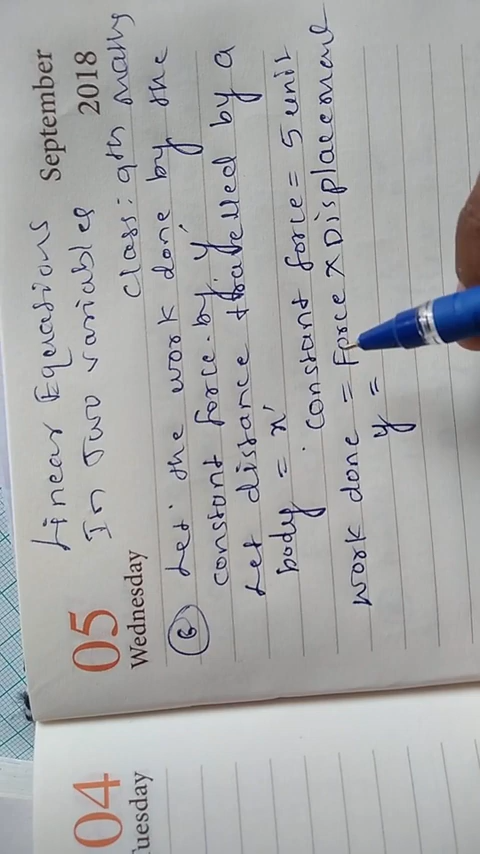 05
Wednesday
September
2018
Linear Equations
In Two Variables
Class: 9th maths
6 Let the work done by the
constant force by 'y'
Let distance travelled by a
body = 'x'
constant force = 5 unit
Work done = Force X Displacement
y =
04
Tuesday